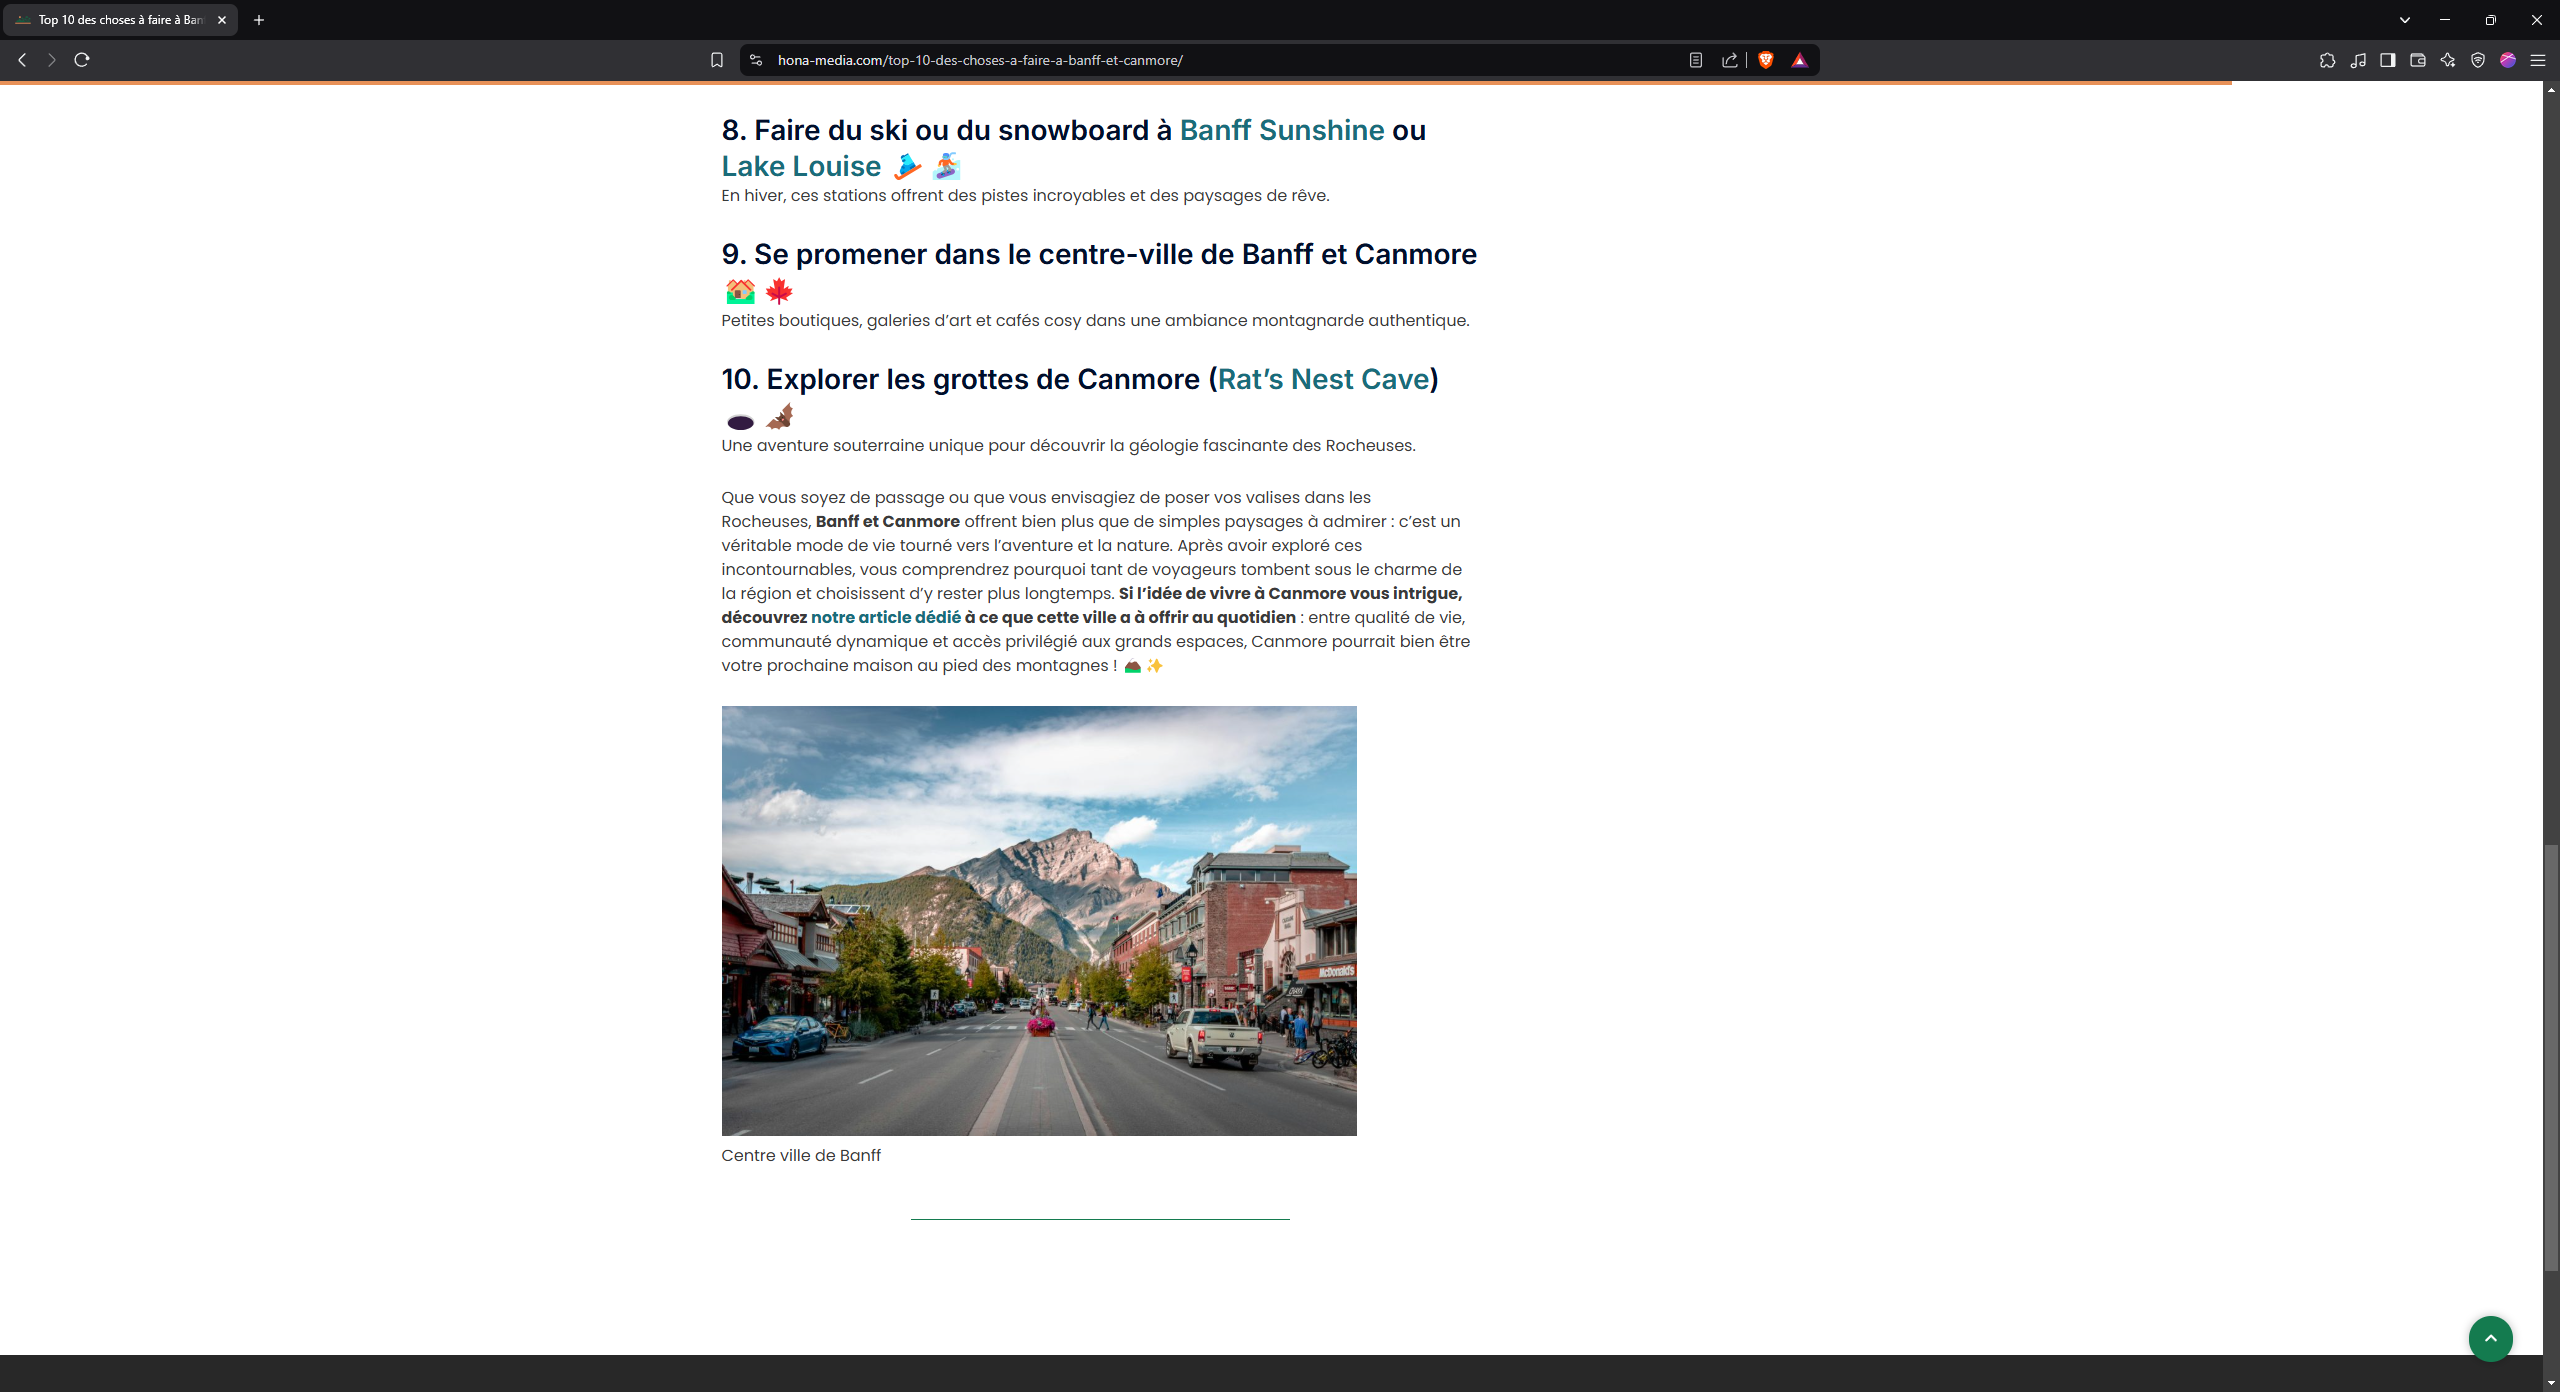 Top 10 des choses à faire à Ban
hona-media.com/top-10-des-choses-a-faire-a-banff-et-canmore/
8. Faire du ski ou du snowboard à Banff Sunshine ou
Lake Louise
En hiver, ces stations offrent des pistes incroyables et des paysages de rêve.
9. Se promener dans le centre-ville de Banff et Canmore
Petites boutiques, galeries d’art et cafés cosy dans une ambiance montagnarde authentique.
10. Explorer les grottes de Canmore (Rat’s Nest Cave)
Une aventure souterraine unique pour découvrir la géologie fascinante des Rocheuses.
Que vous soyez de passage ou que vous envisagiez de poser vos valises dans les
Rocheuses, Banff et Canmore offrent bien plus que de simples paysages à admirer : c’est un
véritable mode de vie tourné vers l’aventure et la nature. Après avoir exploré ces
incontournables, vous comprendrez pourquoi tant de voyageurs tombent sous le charme de
la région et choisissent d’y rester plus longtemps. Si l’idée de vivre à Canmore vous intrigue,
découvrez notre article dédié à ce que cette ville a à offrir au quotidien : entre qualité de vie,
communauté dynamique et accès privilégié aux grands espaces, Canmore pourrait bien être
votre prochaine maison au pied des montagnes !
McDonald's
Centre ville de Banff